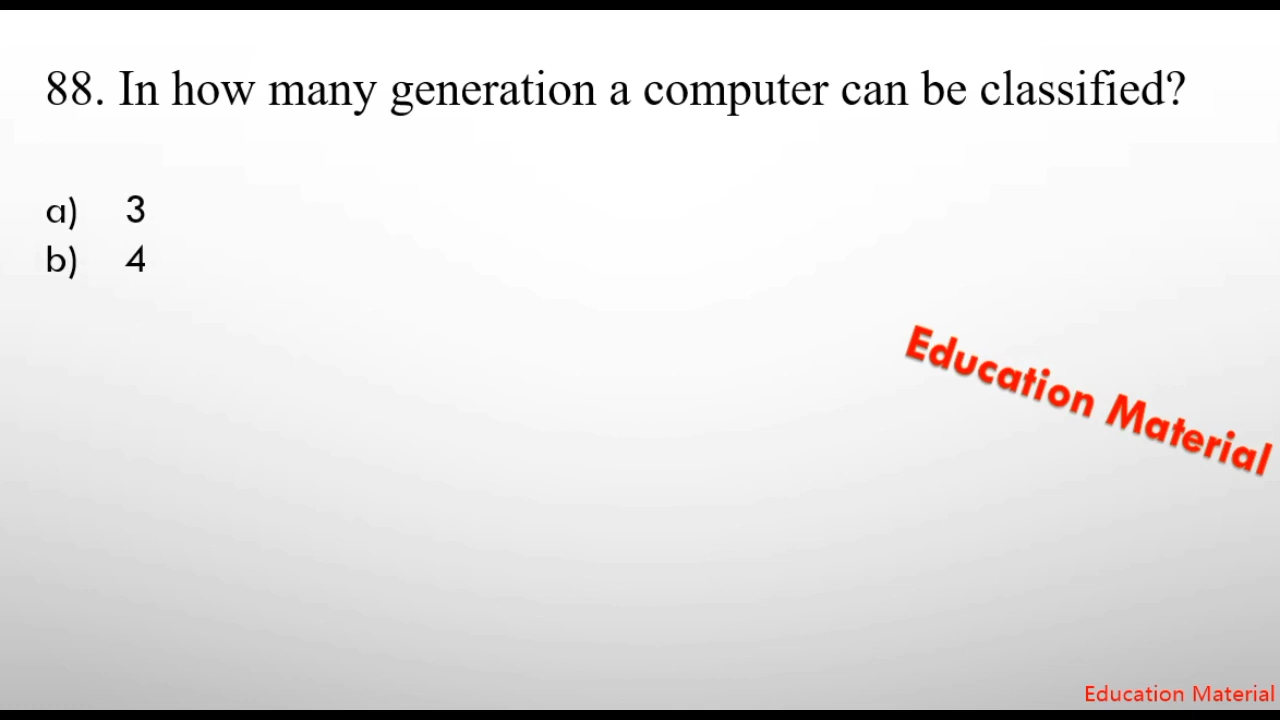 88. In how many generation a computer can be classified?
a) 3
b) 4
Education Material
Education Material